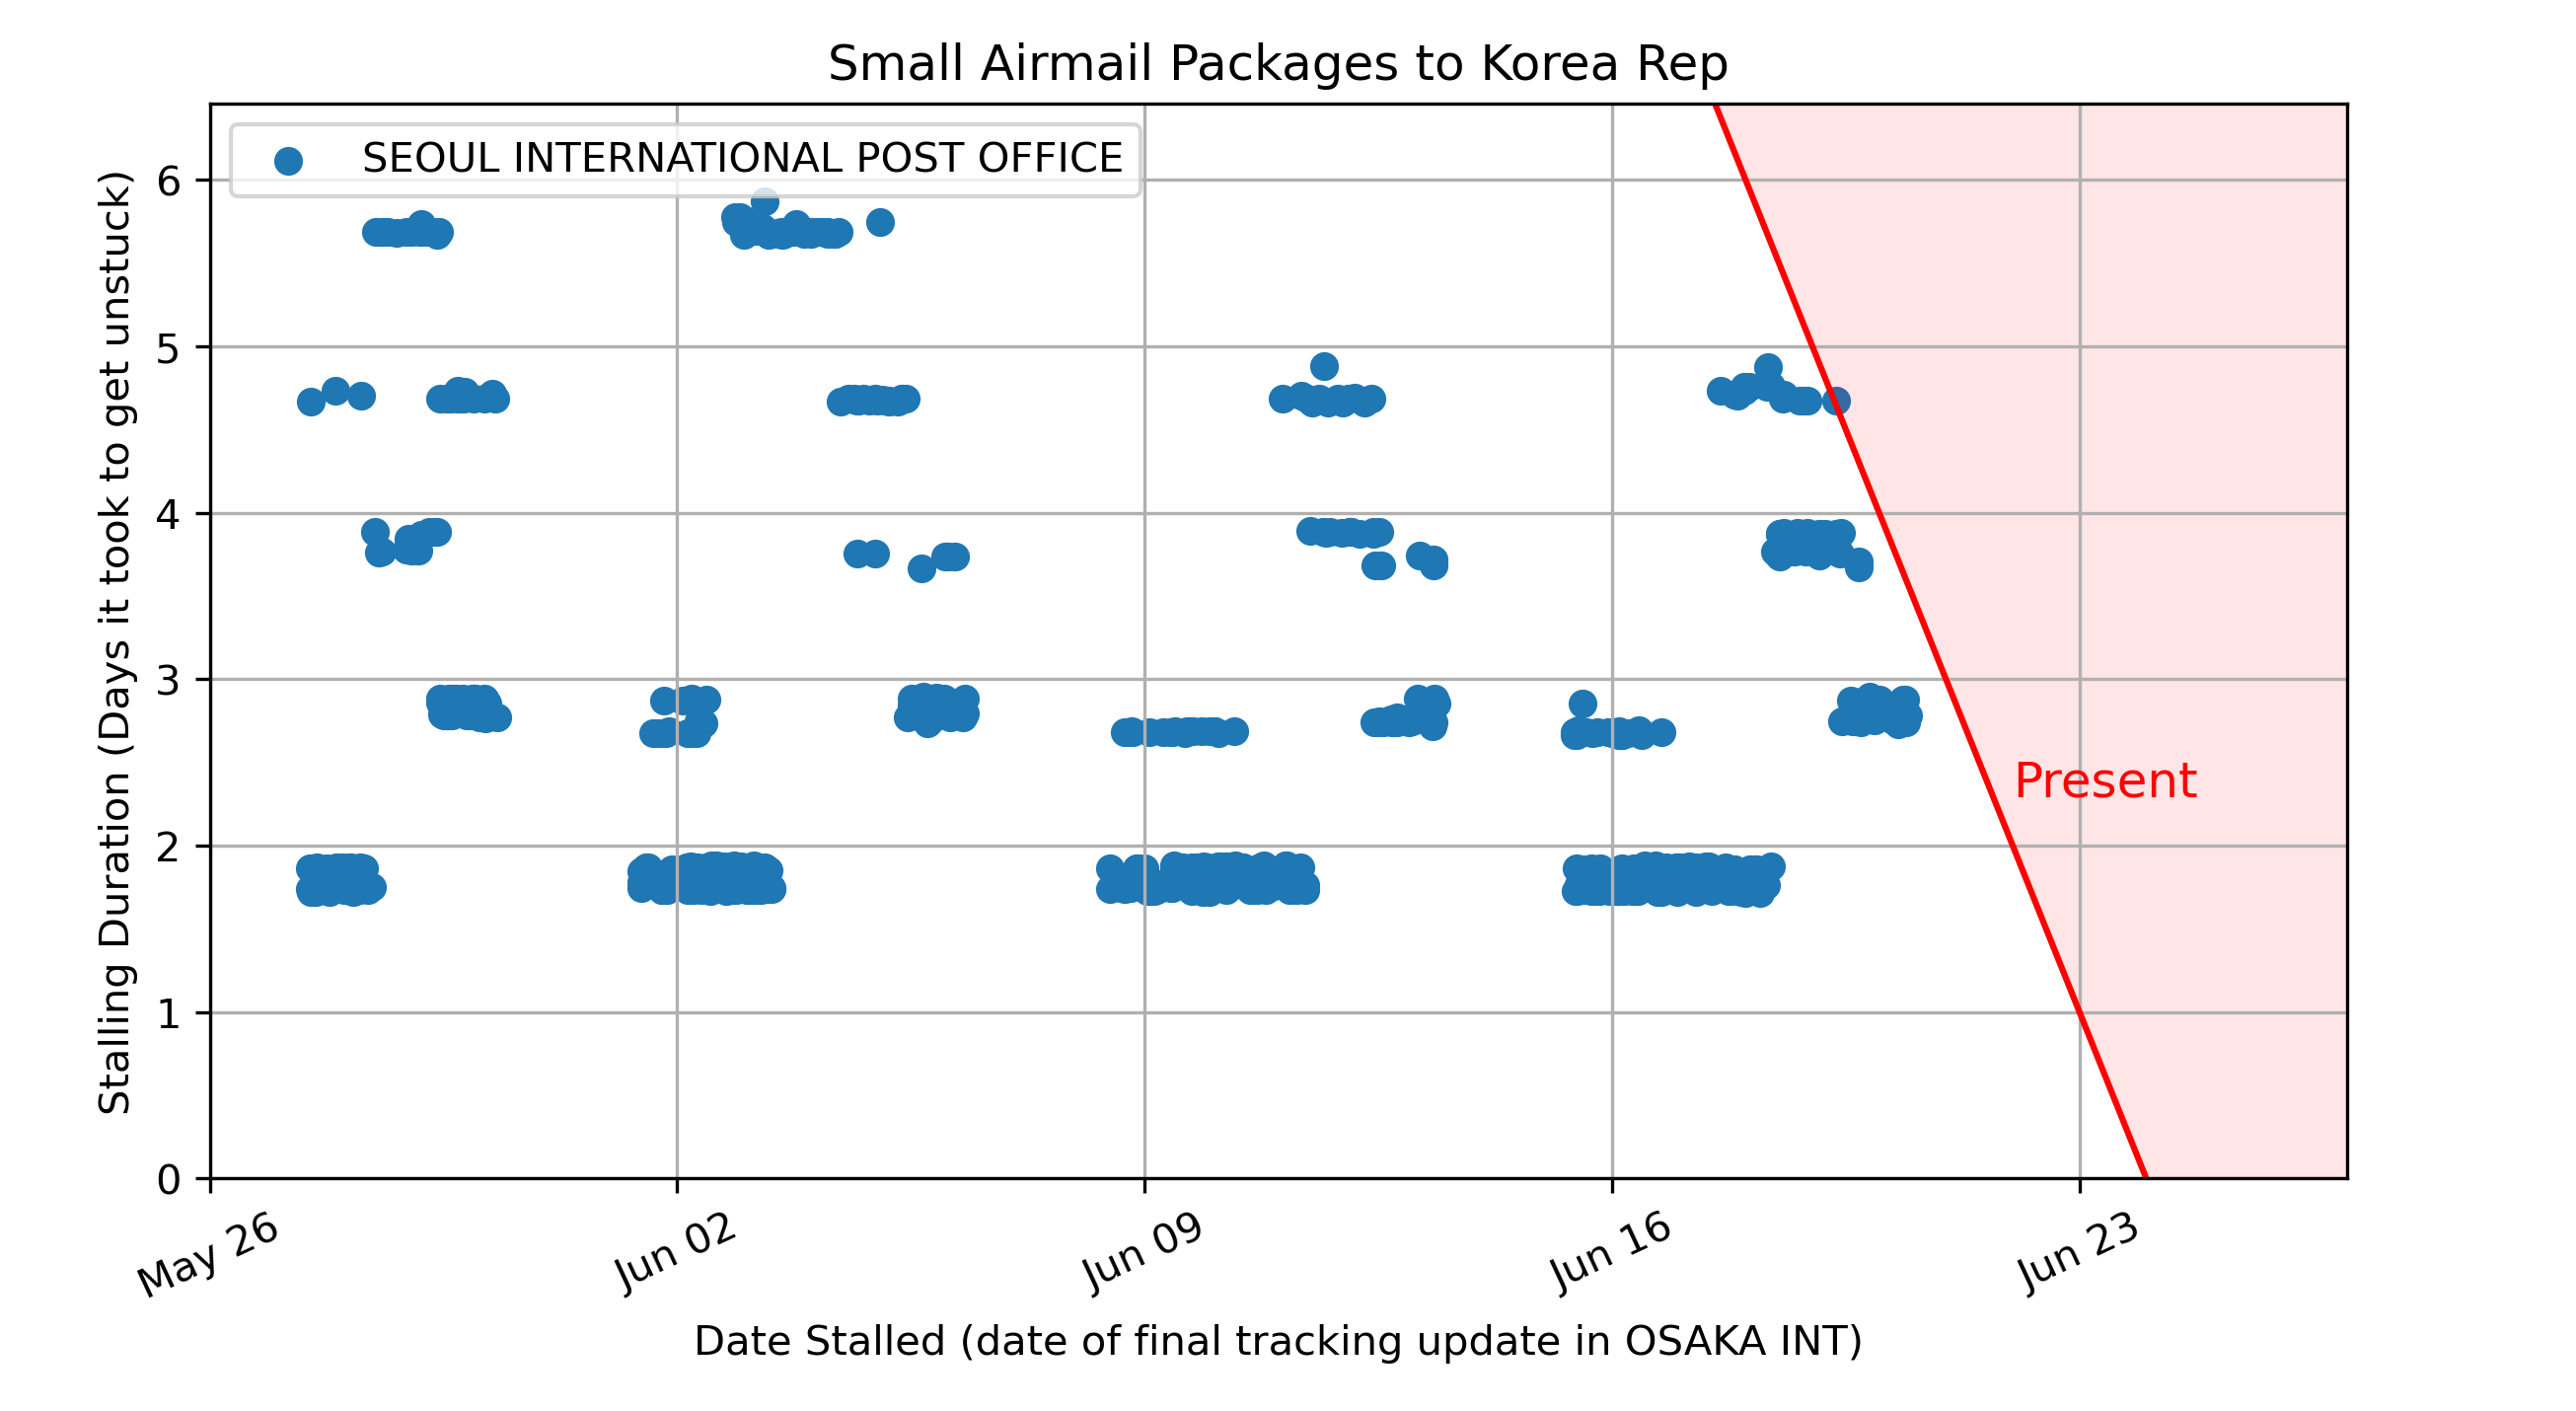 Small Airmail Packages to Korea Rep
SEOUL INTERNATIONAL POST OFFICE
Stalling Duration (Days it took to get unstuck)
6
5
4
3
2
1
0
Present
May 26
Jun 02
Jun 09
Jun 16
Jun 23
Date Stalled (date of final tracking update in OSAKA INT)